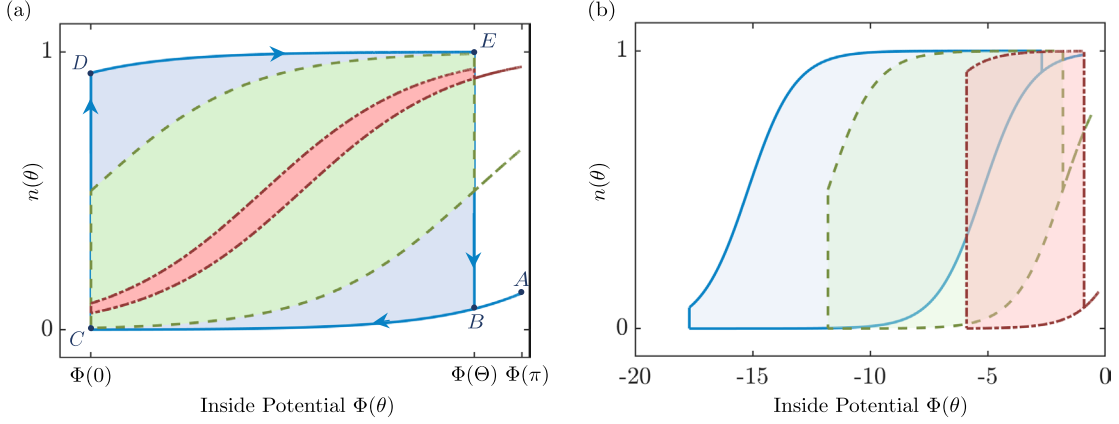 (a)
(b)
1
0
n(θ)
D
E
C
B
A
Φ(0)
Φ(Θ)
Φ(π)
Inside Potential Φ(θ)
1
0
n(θ)
-20
-15
-10
-5
0
Inside Potential Φ(θ)